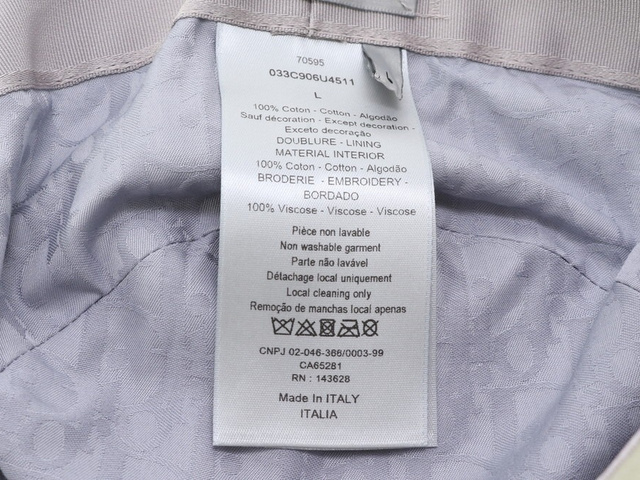 70595
033C906U4511
L
L
100% Coton - Cotton - Algodão
Sauf décoration - Except decoration -
Exceto decoração
DOUBLURE - LINING
MATERIAL INTERIOR
100% Coton - Cotton - Algodão
BRODERIE - EMBROIDERY -
BORDADO
100% Viscose - Viscose - Viscose
Pièce non lavable
Non washable garment
Parte não lavável
Détachage local uniquement
Local cleaning only
Remoção de manchas local apenas
CNPJ 02-046-366/0003-99
CA65281
RN : 143628
Made In ITALY
ITALIA